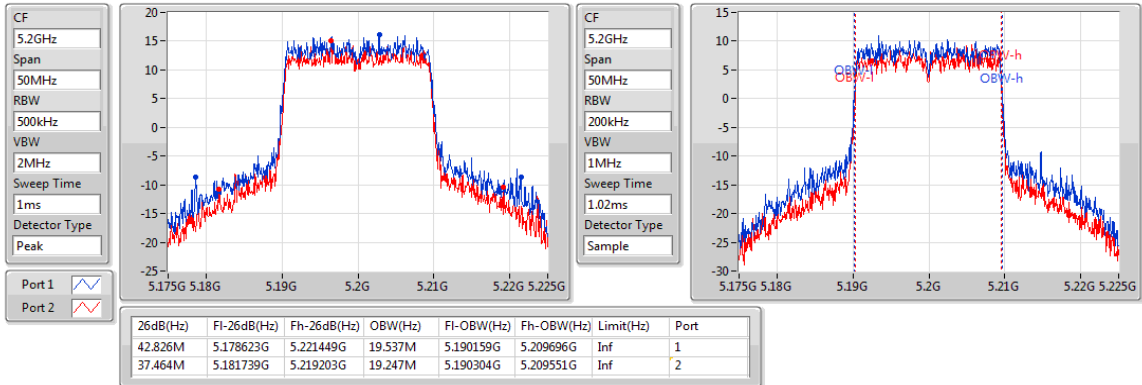 CF
5.2GHz
Span
50MHz
RBW
500kHz
VBW
2MHz
Sweep Time
1ms
Detector Type
Peak
Port 1
Port 2
20
15
10
5
0
-5
-10
-15
-20
-25
5.175G 5.18G 5.19G 5.2G 5.21G 5.22G 5.225G
CF
5.2GHz
Span
50MHz
RBW
200kHz
VBW
1MHz
Sweep Time
1.02ms
Detector Type
Sample
15
10
5
0
-5
-10
-15
-20
-25
-30
OBW-l
OBW-h
OBW-h
5.175G 5.18G 5.19G 5.2G 5.21G 5.22G 5.225G
26dB(Hz) Fl-26dB(Hz) Fh-26dB(Hz) OBW(Hz) Fl-OBW(Hz) Fh-OBW(Hz) Limit(Hz) Port
42.826M 5.178623G 5.221449G 19.537M 5.190159G 5.209696G Inf 1
37.464M 5.181739G 5.219203G 19.247M 5.190304G 5.209551G Inf 2